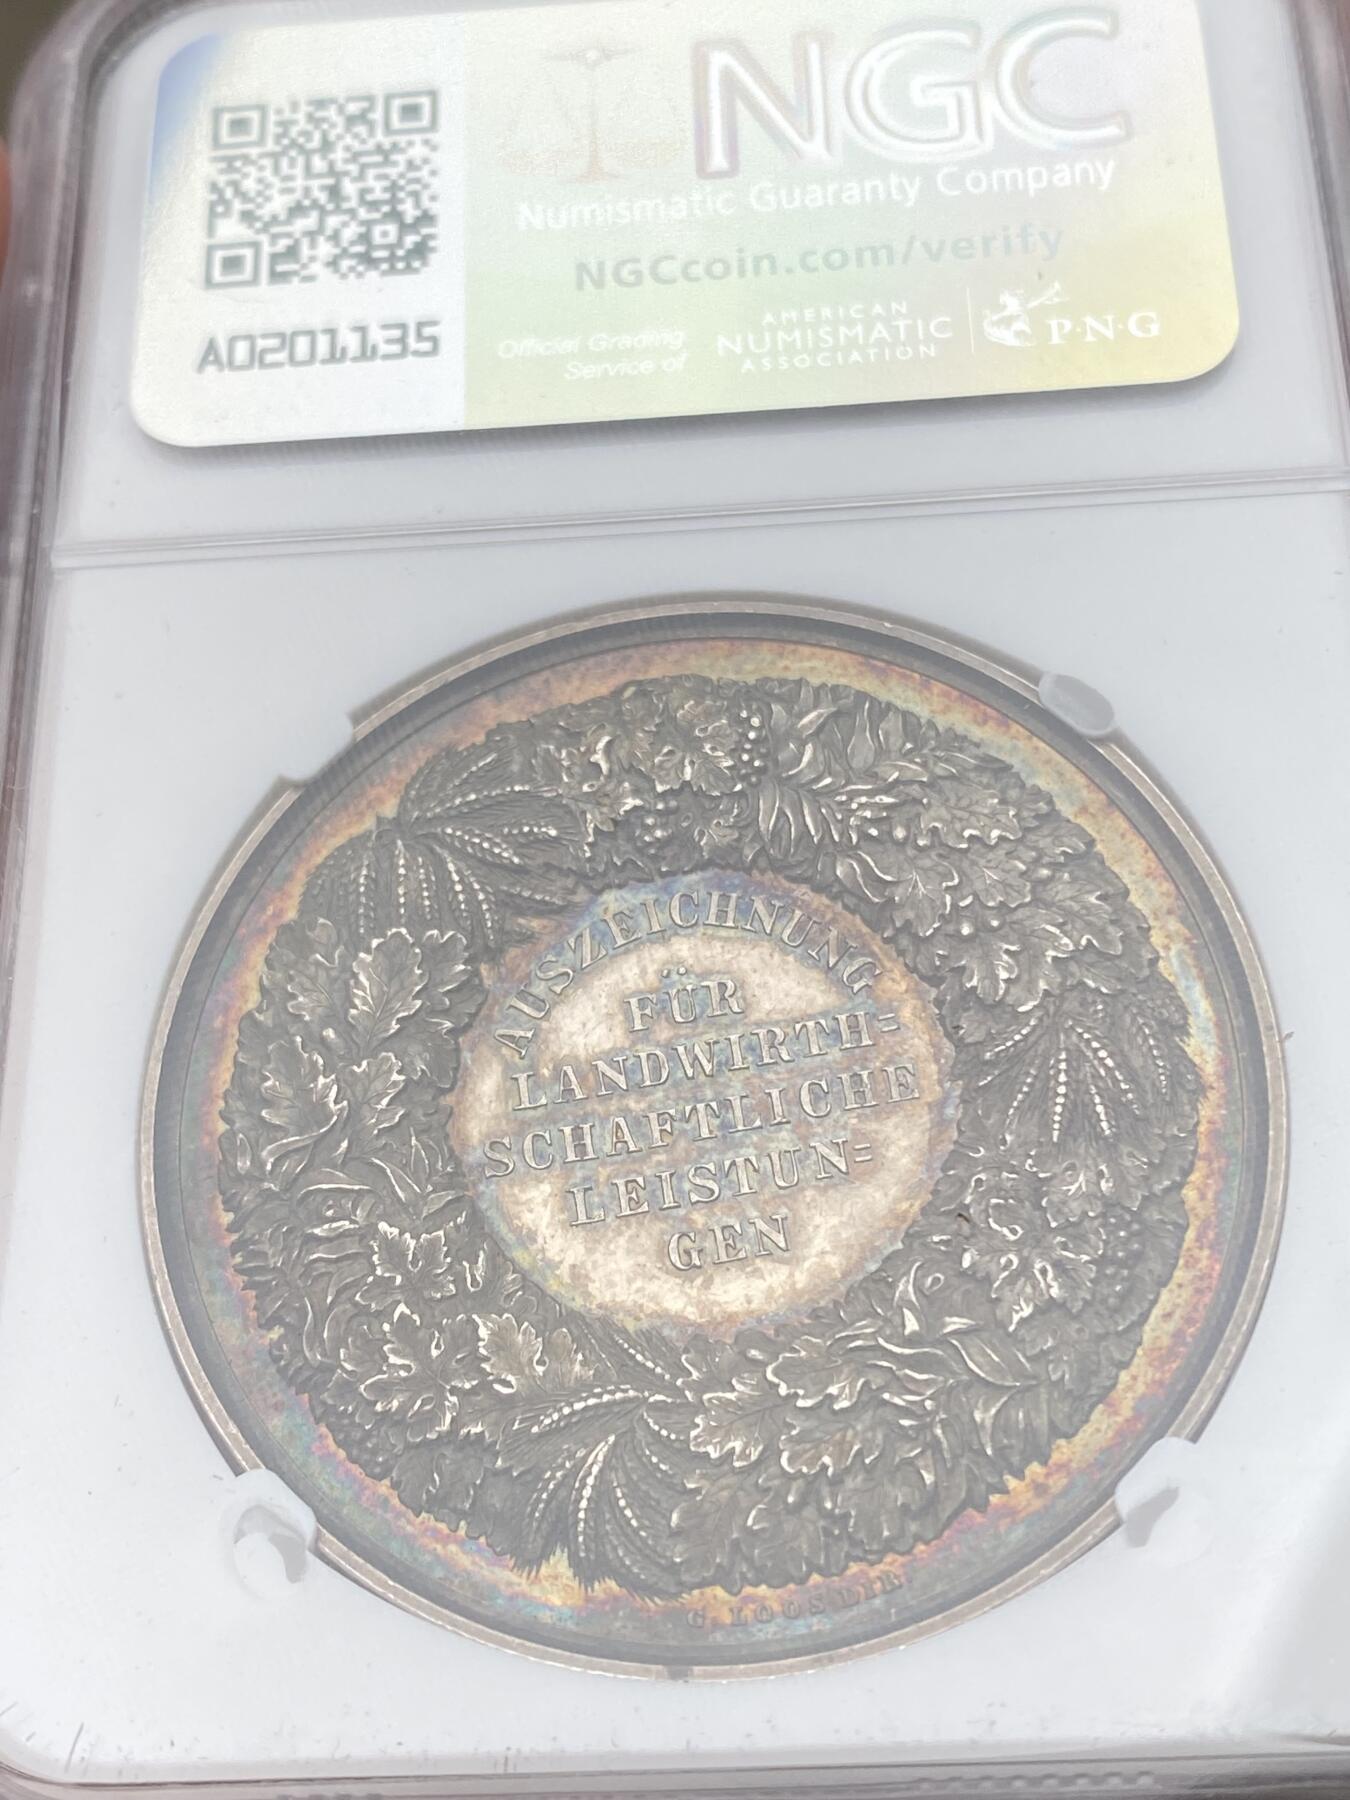 NGC
Numismatic Guaranty Company
NGCcoin.com/verify
Official Grading
Service of
AMERICAN
NUMISMATIC
ASSOCIATION
P·N·G
A0201135
AUSZEICHNUNG
FÜR
LANDWIRTH=
SCHAFTLICHE
LEISTUN=
GEN
G. LOOS DIR.